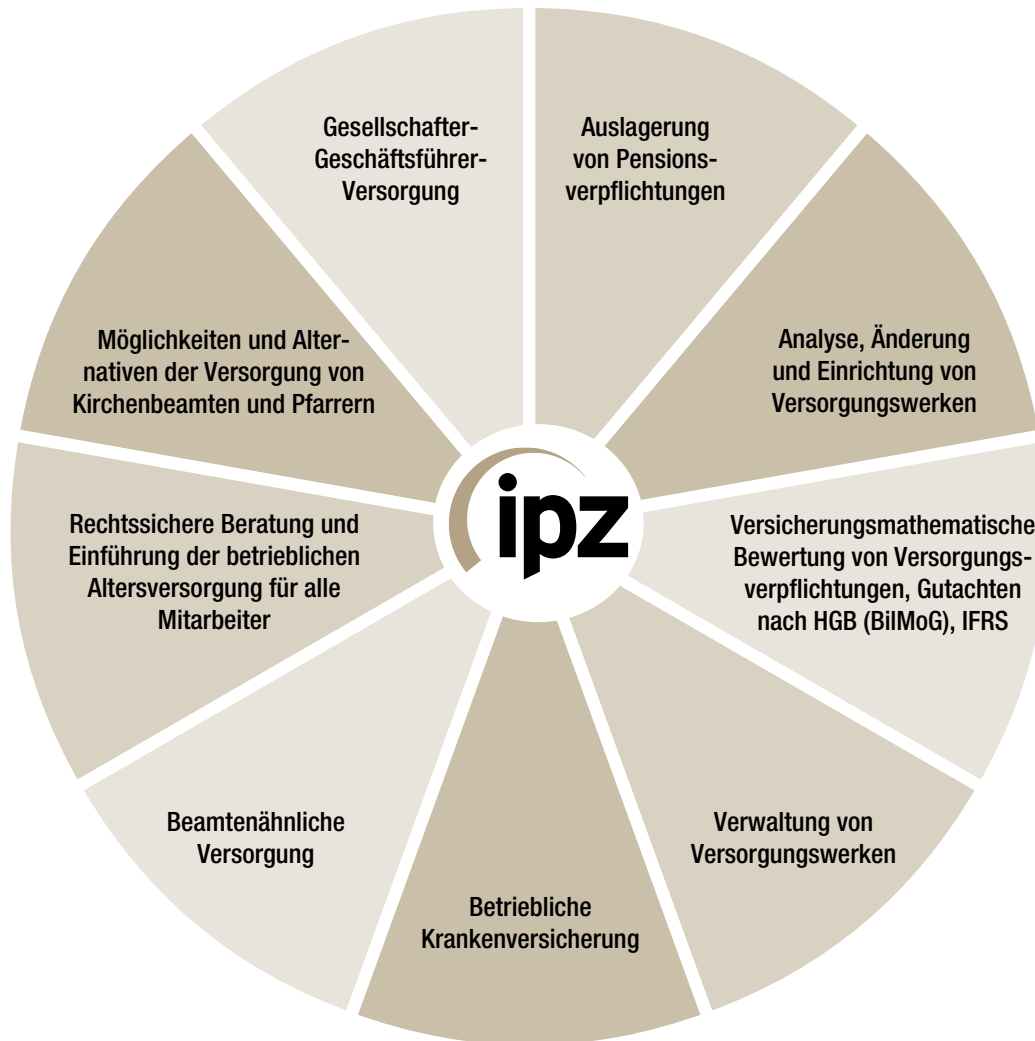 Gesellschafter-
Geschäftsführer-
Versorgung
Auslagerung
von Pensions-
verpflichtungen
Möglichkeiten und Alter-
nativen der Versorgung von
Kirchenbeamten und Pfarrern
Analyse, Änderung
und Einrichtung von
Versorgungswerken
ipz
Rechtssichere Beratung und
Einführung der betrieblichen
Altersversorgung für alle
Mitarbeiter
Versicherungsmathematische
Bewertung von Versorgungs-
verpflichtungen, Gutachten
nach HGB (BilMoG), IFRS
Beamtenähnliche
Versorgung
Verwaltung von
Versorgungswerken
Betriebliche
Krankenversicherung